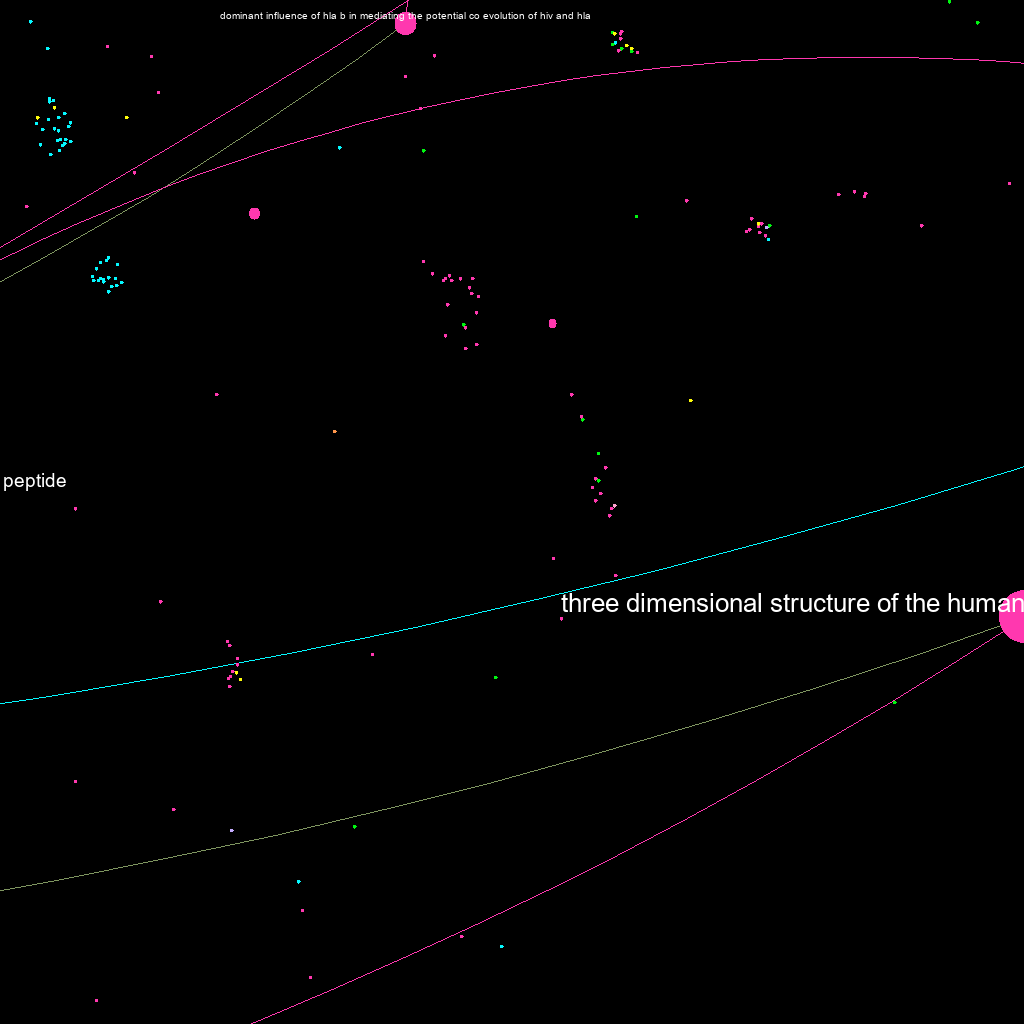 dominant influence of hla b in mediating the potential co evolution of hiv and hla
peptide
three dimensional structure of the human